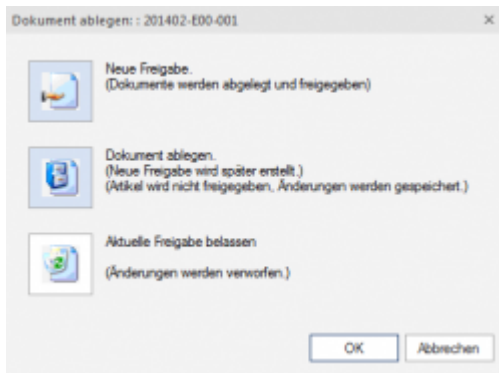 Dokument ablegen: : 201402-E00-001
Neue Freigabe.
(Dokumente werden abgelegt und freigegeben)
Dokument ablegen.
(Neue Freigabe wird später erstellt.)
(Artikel wird nicht freigegeben, Änderungen werden gespeichert.)
Aktuelle Freigabe belassen
(Änderungen werden verworfen.)
OK
Abbrechen